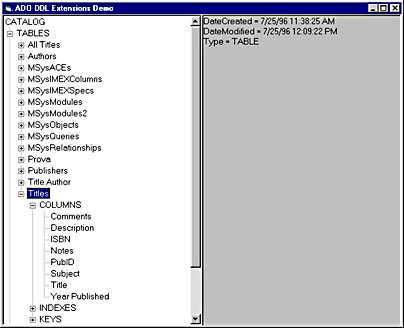 ADO DDL Extensions Demo
CATALOG
TABLES
All Titles
Authors
MSysACEs
MSysIMEXColumns
MSysIMEXSpecs
MSysModules
MSysModules2
MSysObjects
MSysQueries
MSysRelationships
Prova
Publishers
Title Author
Titles
COLUMNS
Comments
Description
ISBN
Notes
PubID
Subject
Title
Year Published
INDEXES
KEYS
DateCreated = 7/25/96 11:38:25 AM
DateModified = 7/25/96 12:09:22 PM
Type = TABLE